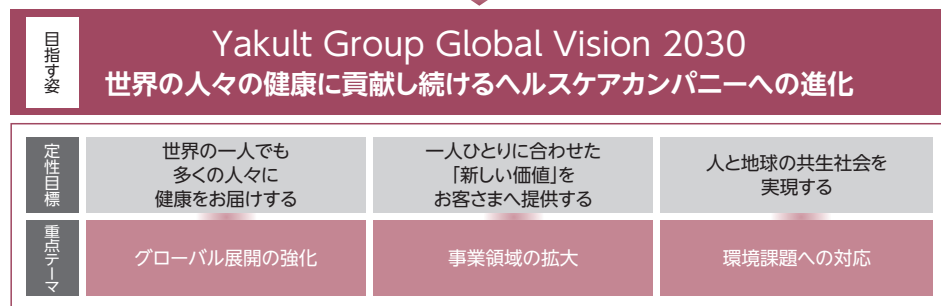 目指す姿
Yakult Group Global Vision 2030
世界の人々の健康に貢献し続けるヘルスケアカンパニーへの進化
定性目標
世界の一人でも
多くの人々に
健康をお届けする
一人ひとりに合わせた
「新しい価値」を
お客さまへ提供する
人と地球の共生社会を
実現する
重点テーマ
グローバル展開の強化
事業領域の拡大
環境課題への対応